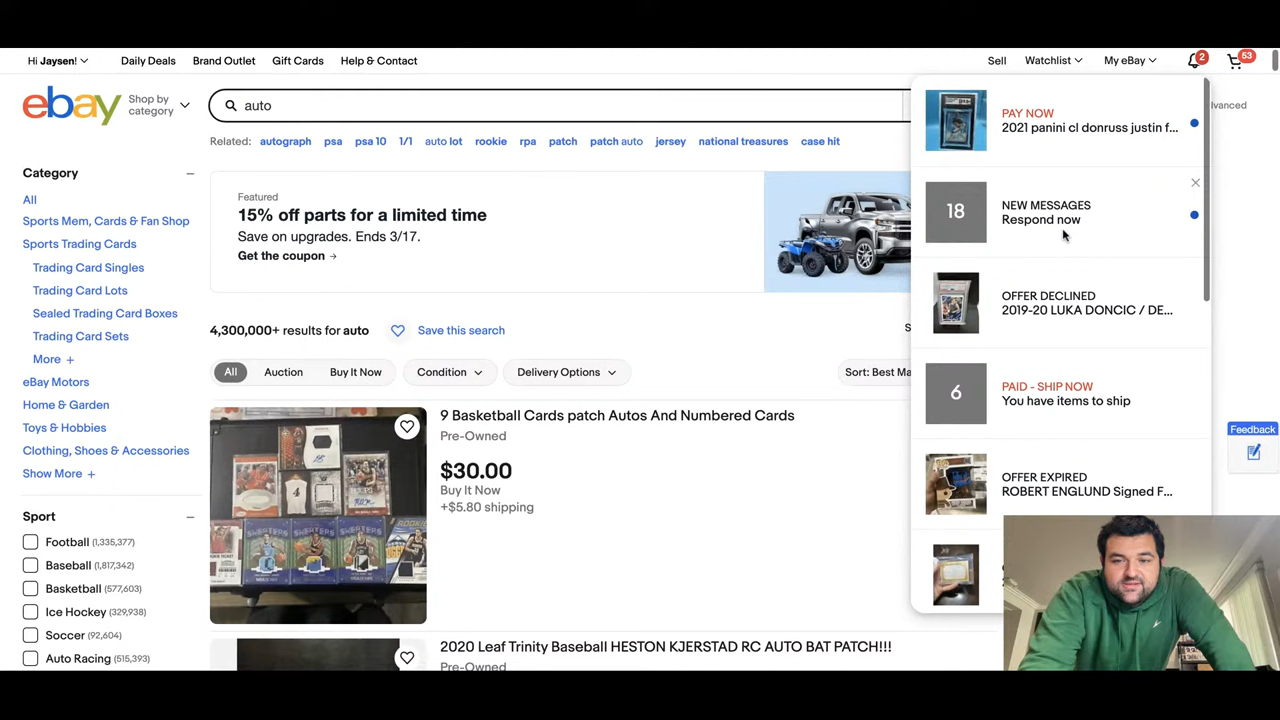 Hi Jaysen!
Daily Deals
Brand Outlet
Gift Cards
Help & Contact
Sell
Watchlist
My eBay
2
53
ebay
Shop by
category
auto
Related:
autograph
psa
psa 10
1/1
auto lot
rookie
rpa
patch
patch auto
jersey
national treasures
case hit
Category
All
Sports Mem, Cards & Fan Shop
Sports Trading Cards
Trading Card Singles
Trading Card Lots
Sealed Trading Card Boxes
Trading Card Sets
More +
eBay Motors
Home & Garden
Toys & Hobbies
Clothing, Shoes & Accessories
Show More +
Sport
Football (1,335,377)
Baseball (1,817,342)
Basketball (577,603)
Ice Hockey (329,938)
Soccer (92,604)
Auto Racing (515,393)
Featured
15% off parts for a limited time
Save on upgrades. Ends 3/17.
Get the coupon →
4,300,000+ results for auto
Save this search
All
Auction
Buy It Now
Condition
Delivery Options
Sort: Best Ma
9 Basketball Cards patch Autos And Numbered Cards
Pre-Owned
$30.00
Buy It Now
+$5.80 shipping
2020 Leaf Trinity Baseball HESTON KJERSTAD RC AUTO BAT PATCH!!!
Pre-Owned
PAY NOW
2021 panini cl donruss justin f...
18
NEW MESSAGES
Respond now
OFFER DECLINED
2019-20 LUKA DONCIC / DE...
6
PAID - SHIP NOW
You have items to ship
OFFER EXPIRED
ROBERT ENGLUND Signed F...
dvanced
Feedback